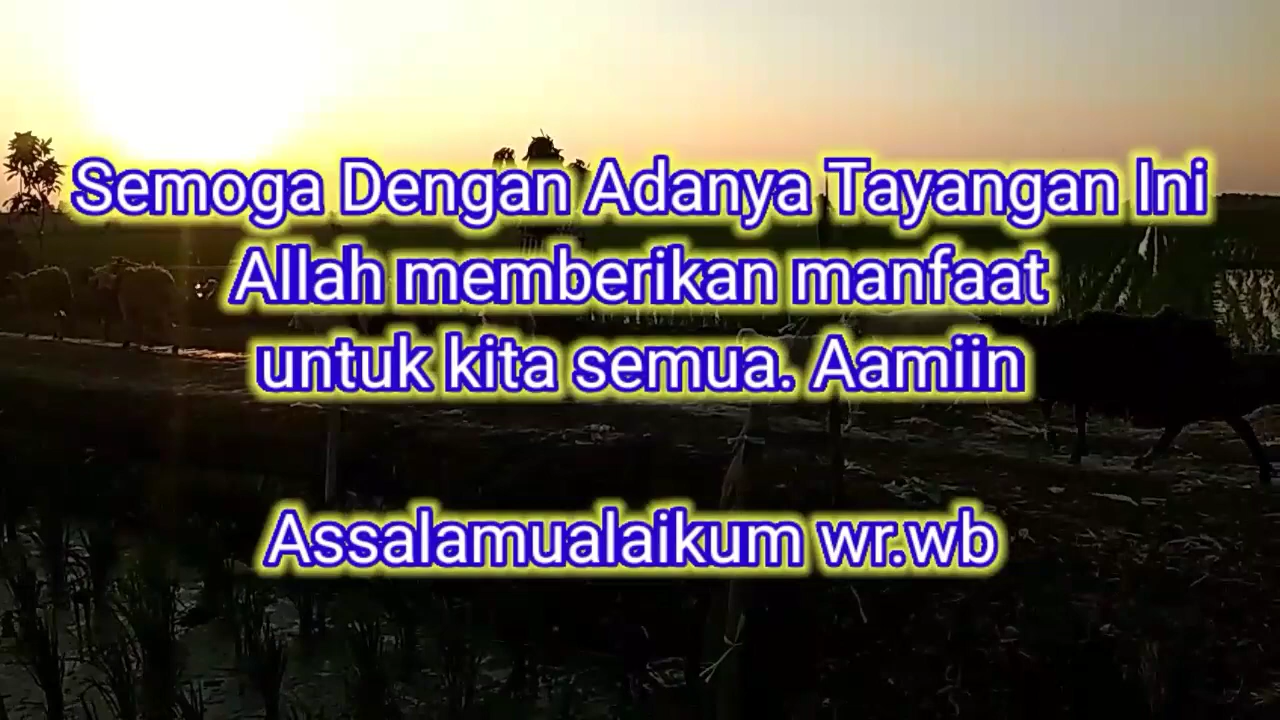 Semoga Dengan Adanya Tayangan Ini
Allah memberikan manfaat
untuk kita semua. Aamiin
Assalamualaikum wr.wb